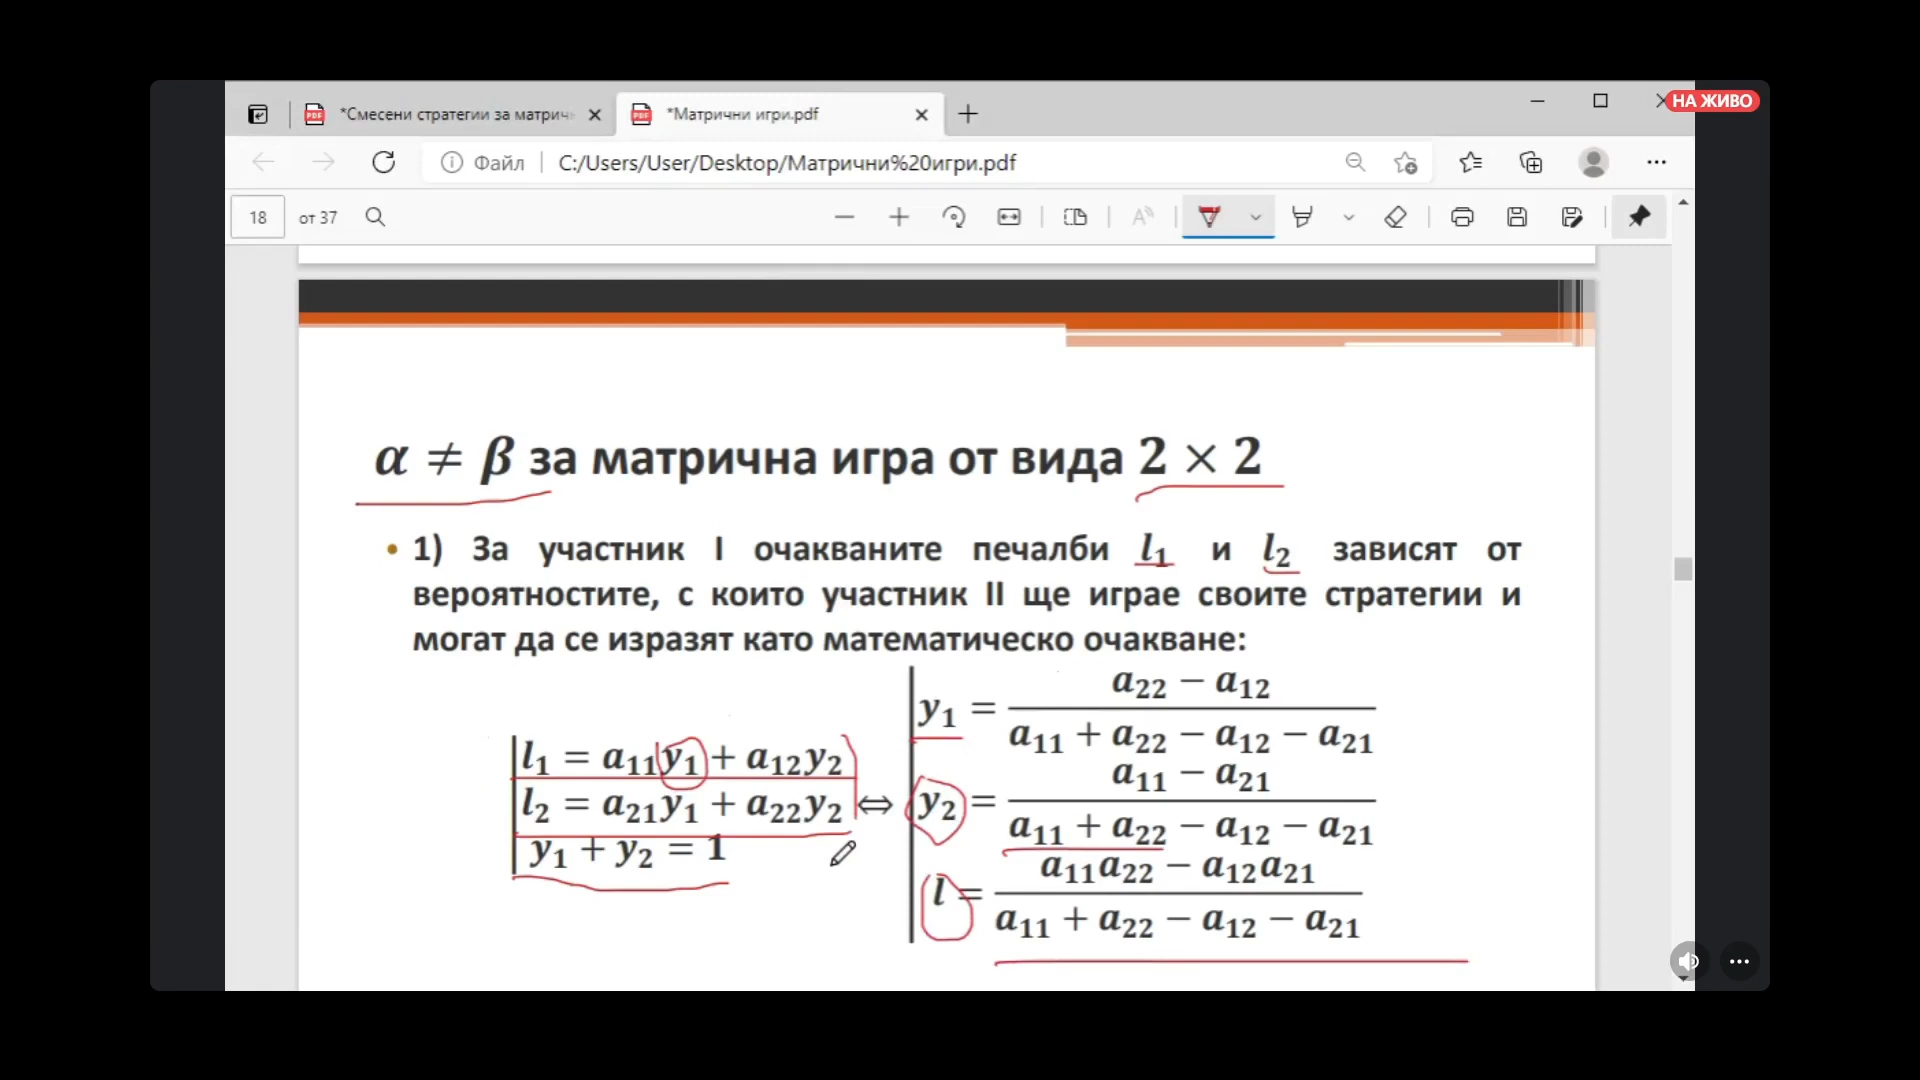 *Смесени стратегии за матрич
*Матрични игри.pdf
НА ЖИВО
Файл
C:/Users/User/Desktop/Матрични%20игри.pdf
18 от 37
α ≠ β за матрична игра от вида 2 × 2
• 1) За участник I очакваните печалби l₁ и l₂ зависят от
вероятностите, с които участник II ще играе своите стратегии и
могат да се изразят като математическо очакване:
l₁ = a₁₁y₁ + a₁₂y₂
l₂ = a₂₁y₁ + a₂₂y₂
y₁ + y₂ = 1
⇔
y₁ = (a₂₂ − a₁₂) / (a₁₁ + a₂₂ − a₁₂ − a₂₁)
y₂ = (a₁₁ − a₂₁) / (a₁₁ + a₂₂ − a₁₂ − a₂₁)
l = (a₁₁a₂₂ − a₁₂a₂₁) / (a₁₁ + a₂₂ − a₁₂ − a₂₁)